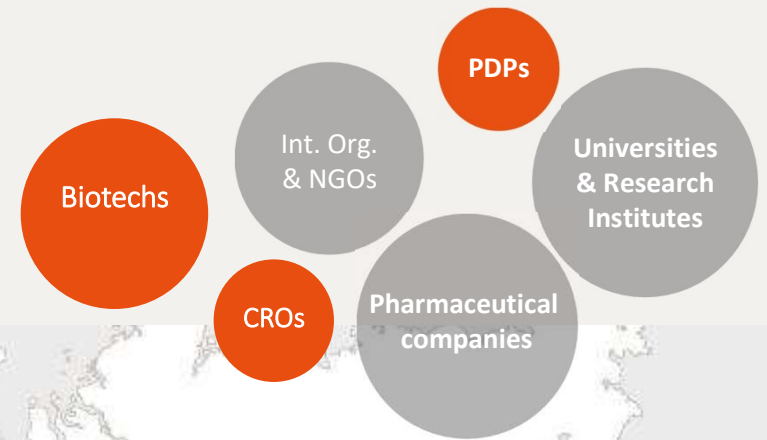 PDPs
Int. Org.
& NGOs
Universities
& Research
Institutes
Biotechs
CROs
Pharmaceutical
companies